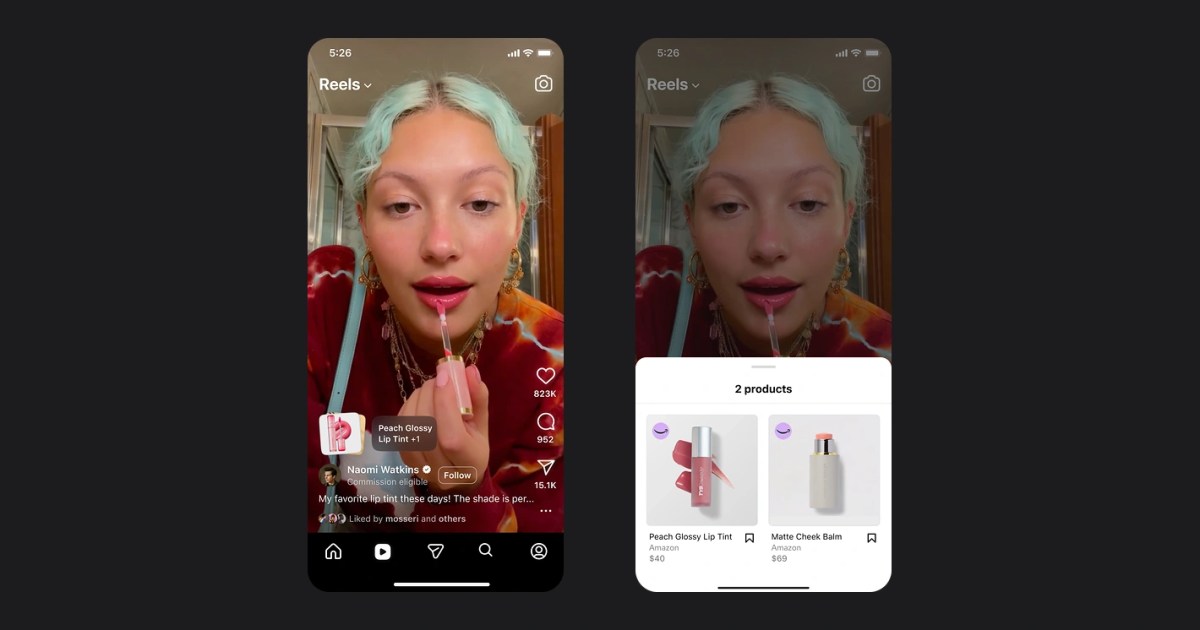 5:26
Reels
823K
952
Peach Glossy
Lip Tint +1
Naomi Watkins
Commission eligible
Follow
15.1K
My favorite lip tint these days! The shade is per...
Liked by mosseri and others
5:26
Reels
2 products
Peach Glossy Lip Tint
Amazon
$40
Matte Cheek Balm
Amazon
$69